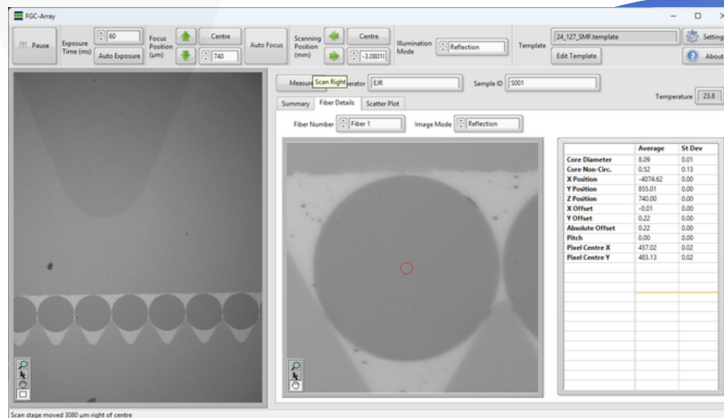 FGC-Array
Pause
Exposure Time (ms)
60
Auto Exposure
Focus Position (µm)
Centre
740
Auto Focus
Scanning Position (mm)
Centre
-3.0801
Illumination Mode
Reflection
Template
24_127_SMF.template
Edit Template
Setting
About
Measure
Scan Right
erator
EJR
Sample ID
S001
Temperature
23.8
Summary
Fiber Details
Scatter Plot
Fiber Number
Fiber 1
Image Mode
Reflection
Average St Dev
Core Diameter 8.09 0.01
Core Non-Circ. 0.52 0.13
X Position -4074.62 0.00
Y Position 855.01 0.00
Z Position 740.00 0.00
X Offset -0.01 0.00
Y Offset 0.22 0.00
Absolute Offset 0.22 0.00
Pitch 0.00 0.00
Pixel Centre X 457.02 0.02
Pixel Centre Y 483.13 0.02
Scan stage moved 3080 µm right of centre